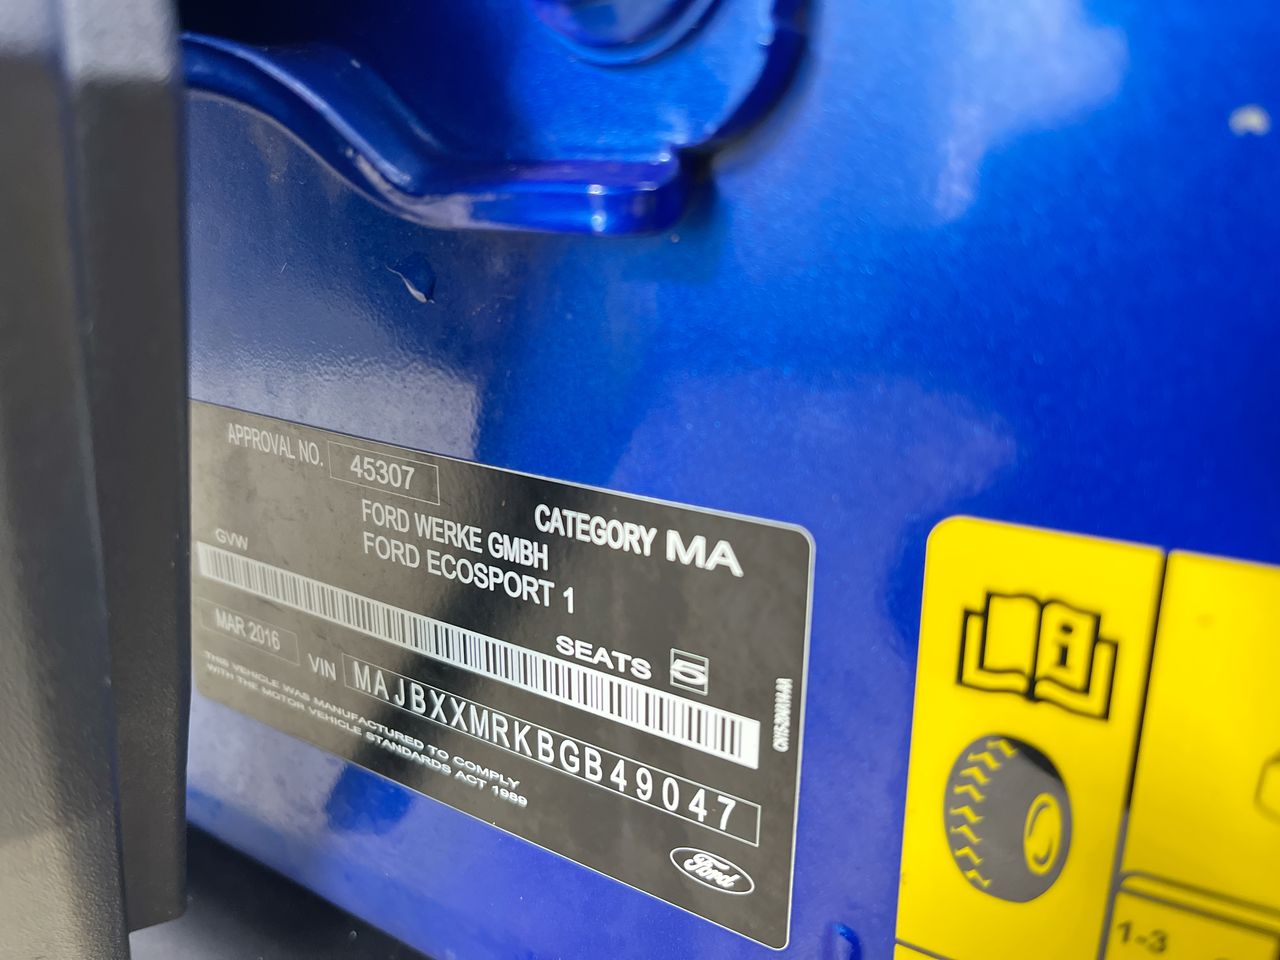 APPROVAL NO. 45307
CATEGORY MA
FORD WERKE GMBH
FORD ECOSPORT 1
GVW
SEATS 5
MAR 2016
VIN MAJBXXMRKBGB49047
THIS VEHICLE WAS MANUFACTURED TO COMPLY
WITH THE MOTOR VEHICLE STANDARDS ACT 1989
Ford
i
1-3